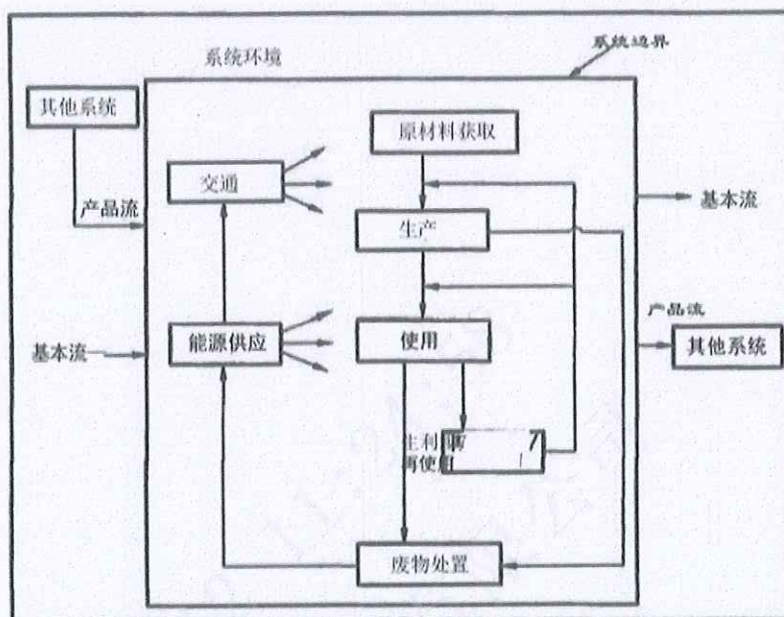 系统环境
系统边界
其他系统
原材料获取
交通
产品流
基本流
生产
能源供应
使用
基本流
产品流
其他系统
生利
再使用
废物处置